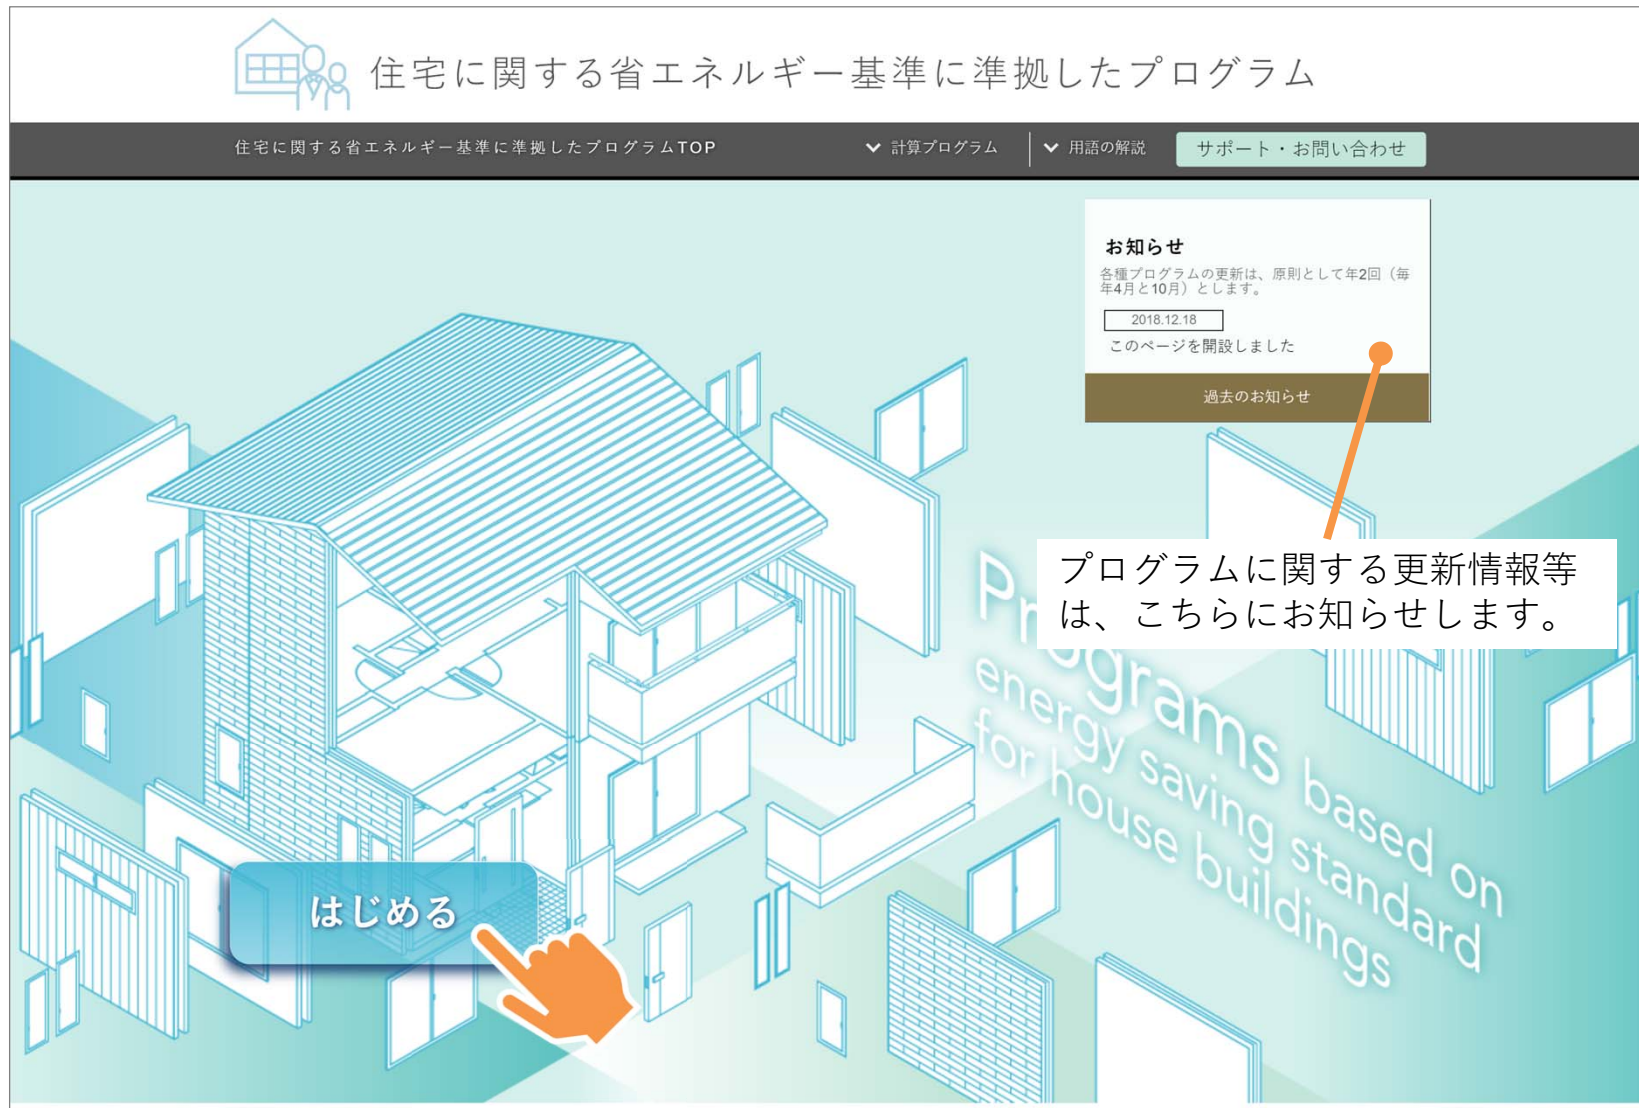 住宅に関する省エネルギー基準に準拠したプログラム
住宅に関する省エネルギー基準に準拠したプログラムTOP
計算プログラム
用語の解説
サポート・お問い合わせ
お知らせ
各種プログラムの更新は、原則として年2回（毎
年4月と10月）とします。
2018.12.18
このページを開設しました
過去のお知らせ
プログラムに関する更新情報等
は、こちらにお知らせします。
Programs based on
energy saving standard
for house buildings
はじめる